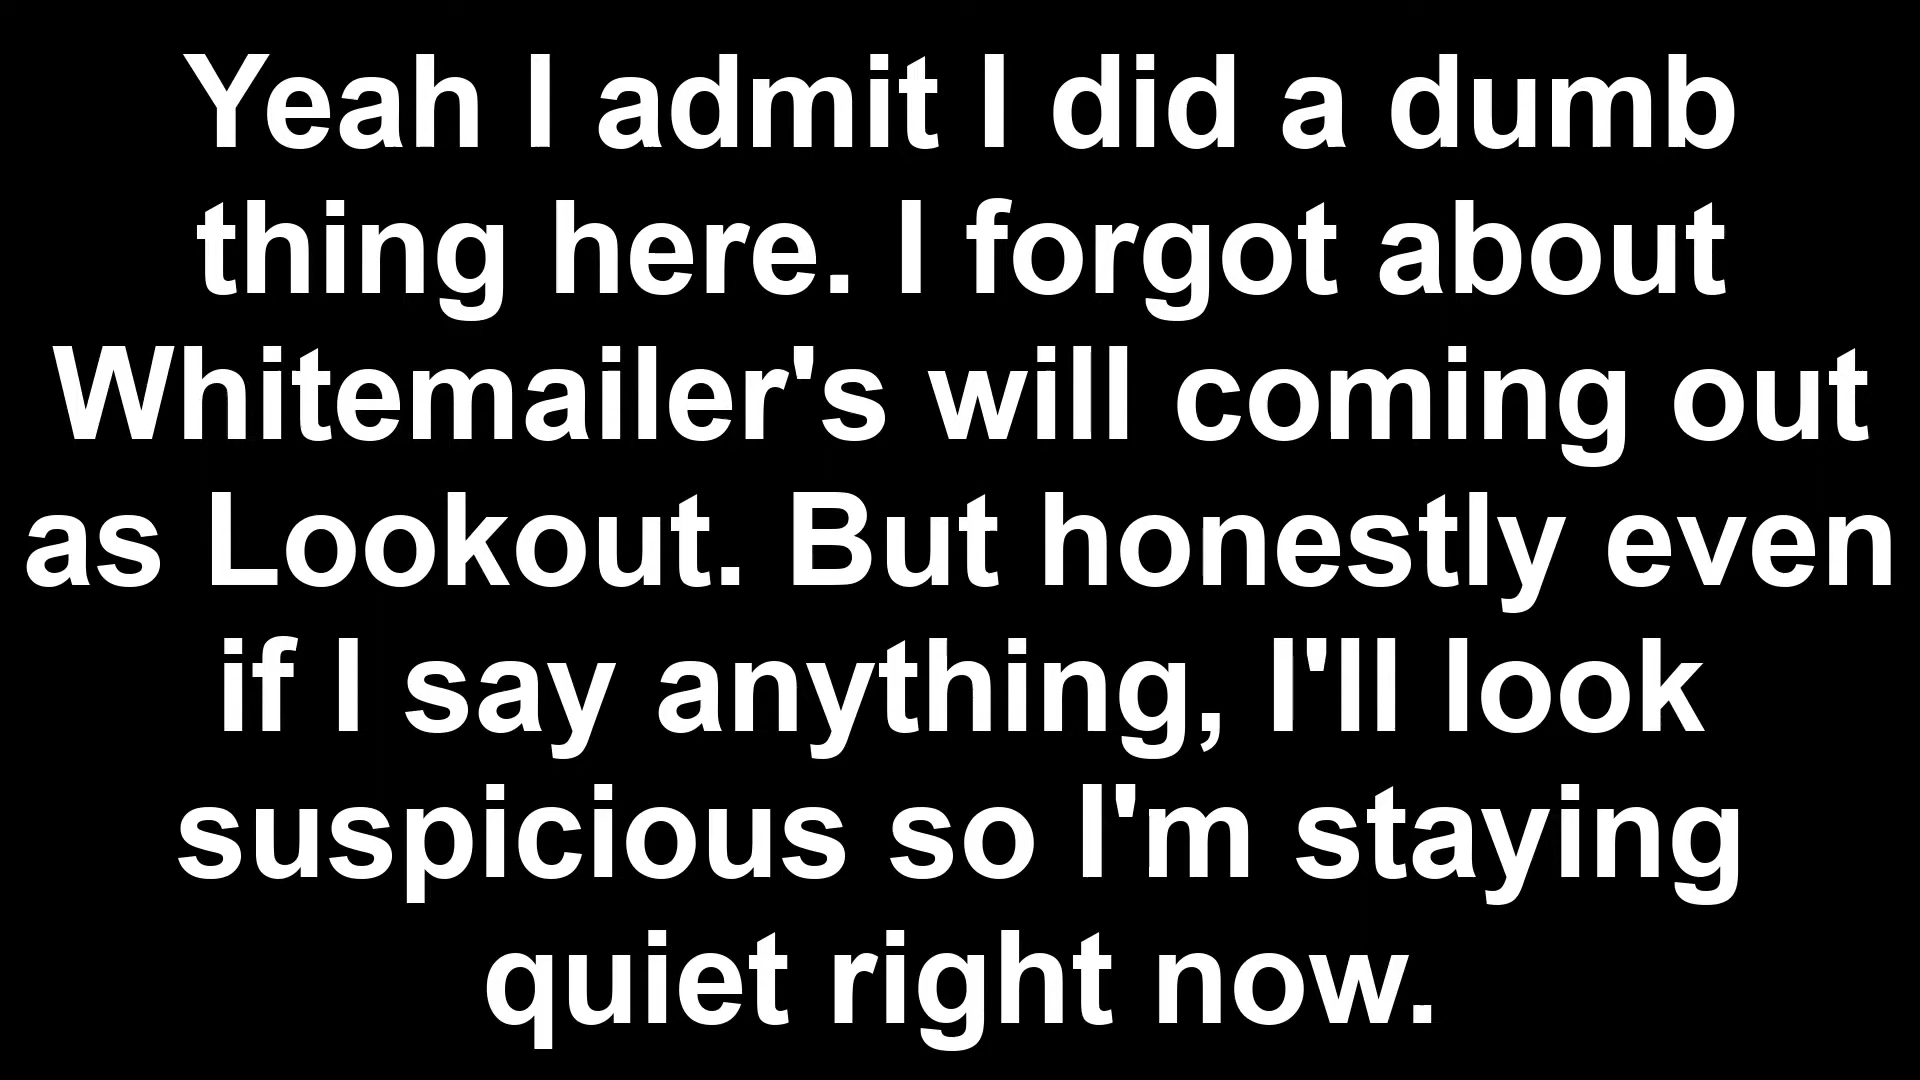 Yeah I admit I did a dumb
thing here. I forgot about
Whitemailer's will coming out
as Lookout. But honestly even
if I say anything, I'll look
suspicious so I'm staying
quiet right now.